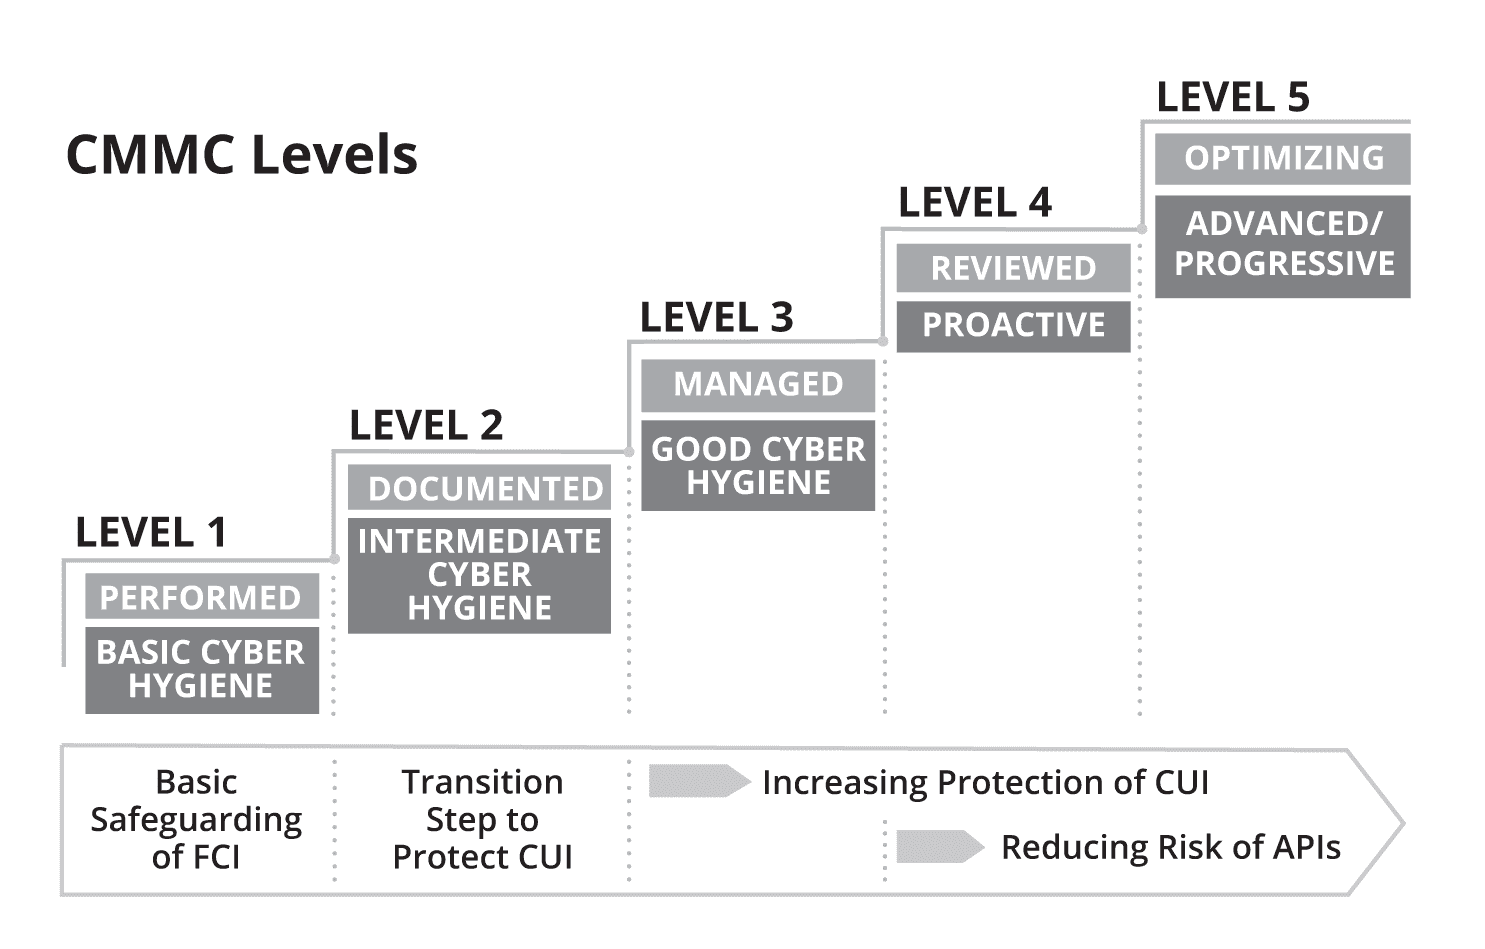 CMMC Levels
LEVEL 1
PERFORMED
BASIC CYBER
HYGIENE
LEVEL 2
DOCUMENTED
INTERMEDIATE
CYBER
HYGIENE
LEVEL 3
MANAGED
GOOD CYBER
HYGIENE
LEVEL 4
REVIEWED
PROACTIVE
LEVEL 5
OPTIMIZING
ADVANCED/
PROGRESSIVE
Basic
Safeguarding
of FCI
Transition
Step to
Protect CUI
Increasing Protection of CUI
Reducing Risk of APIs